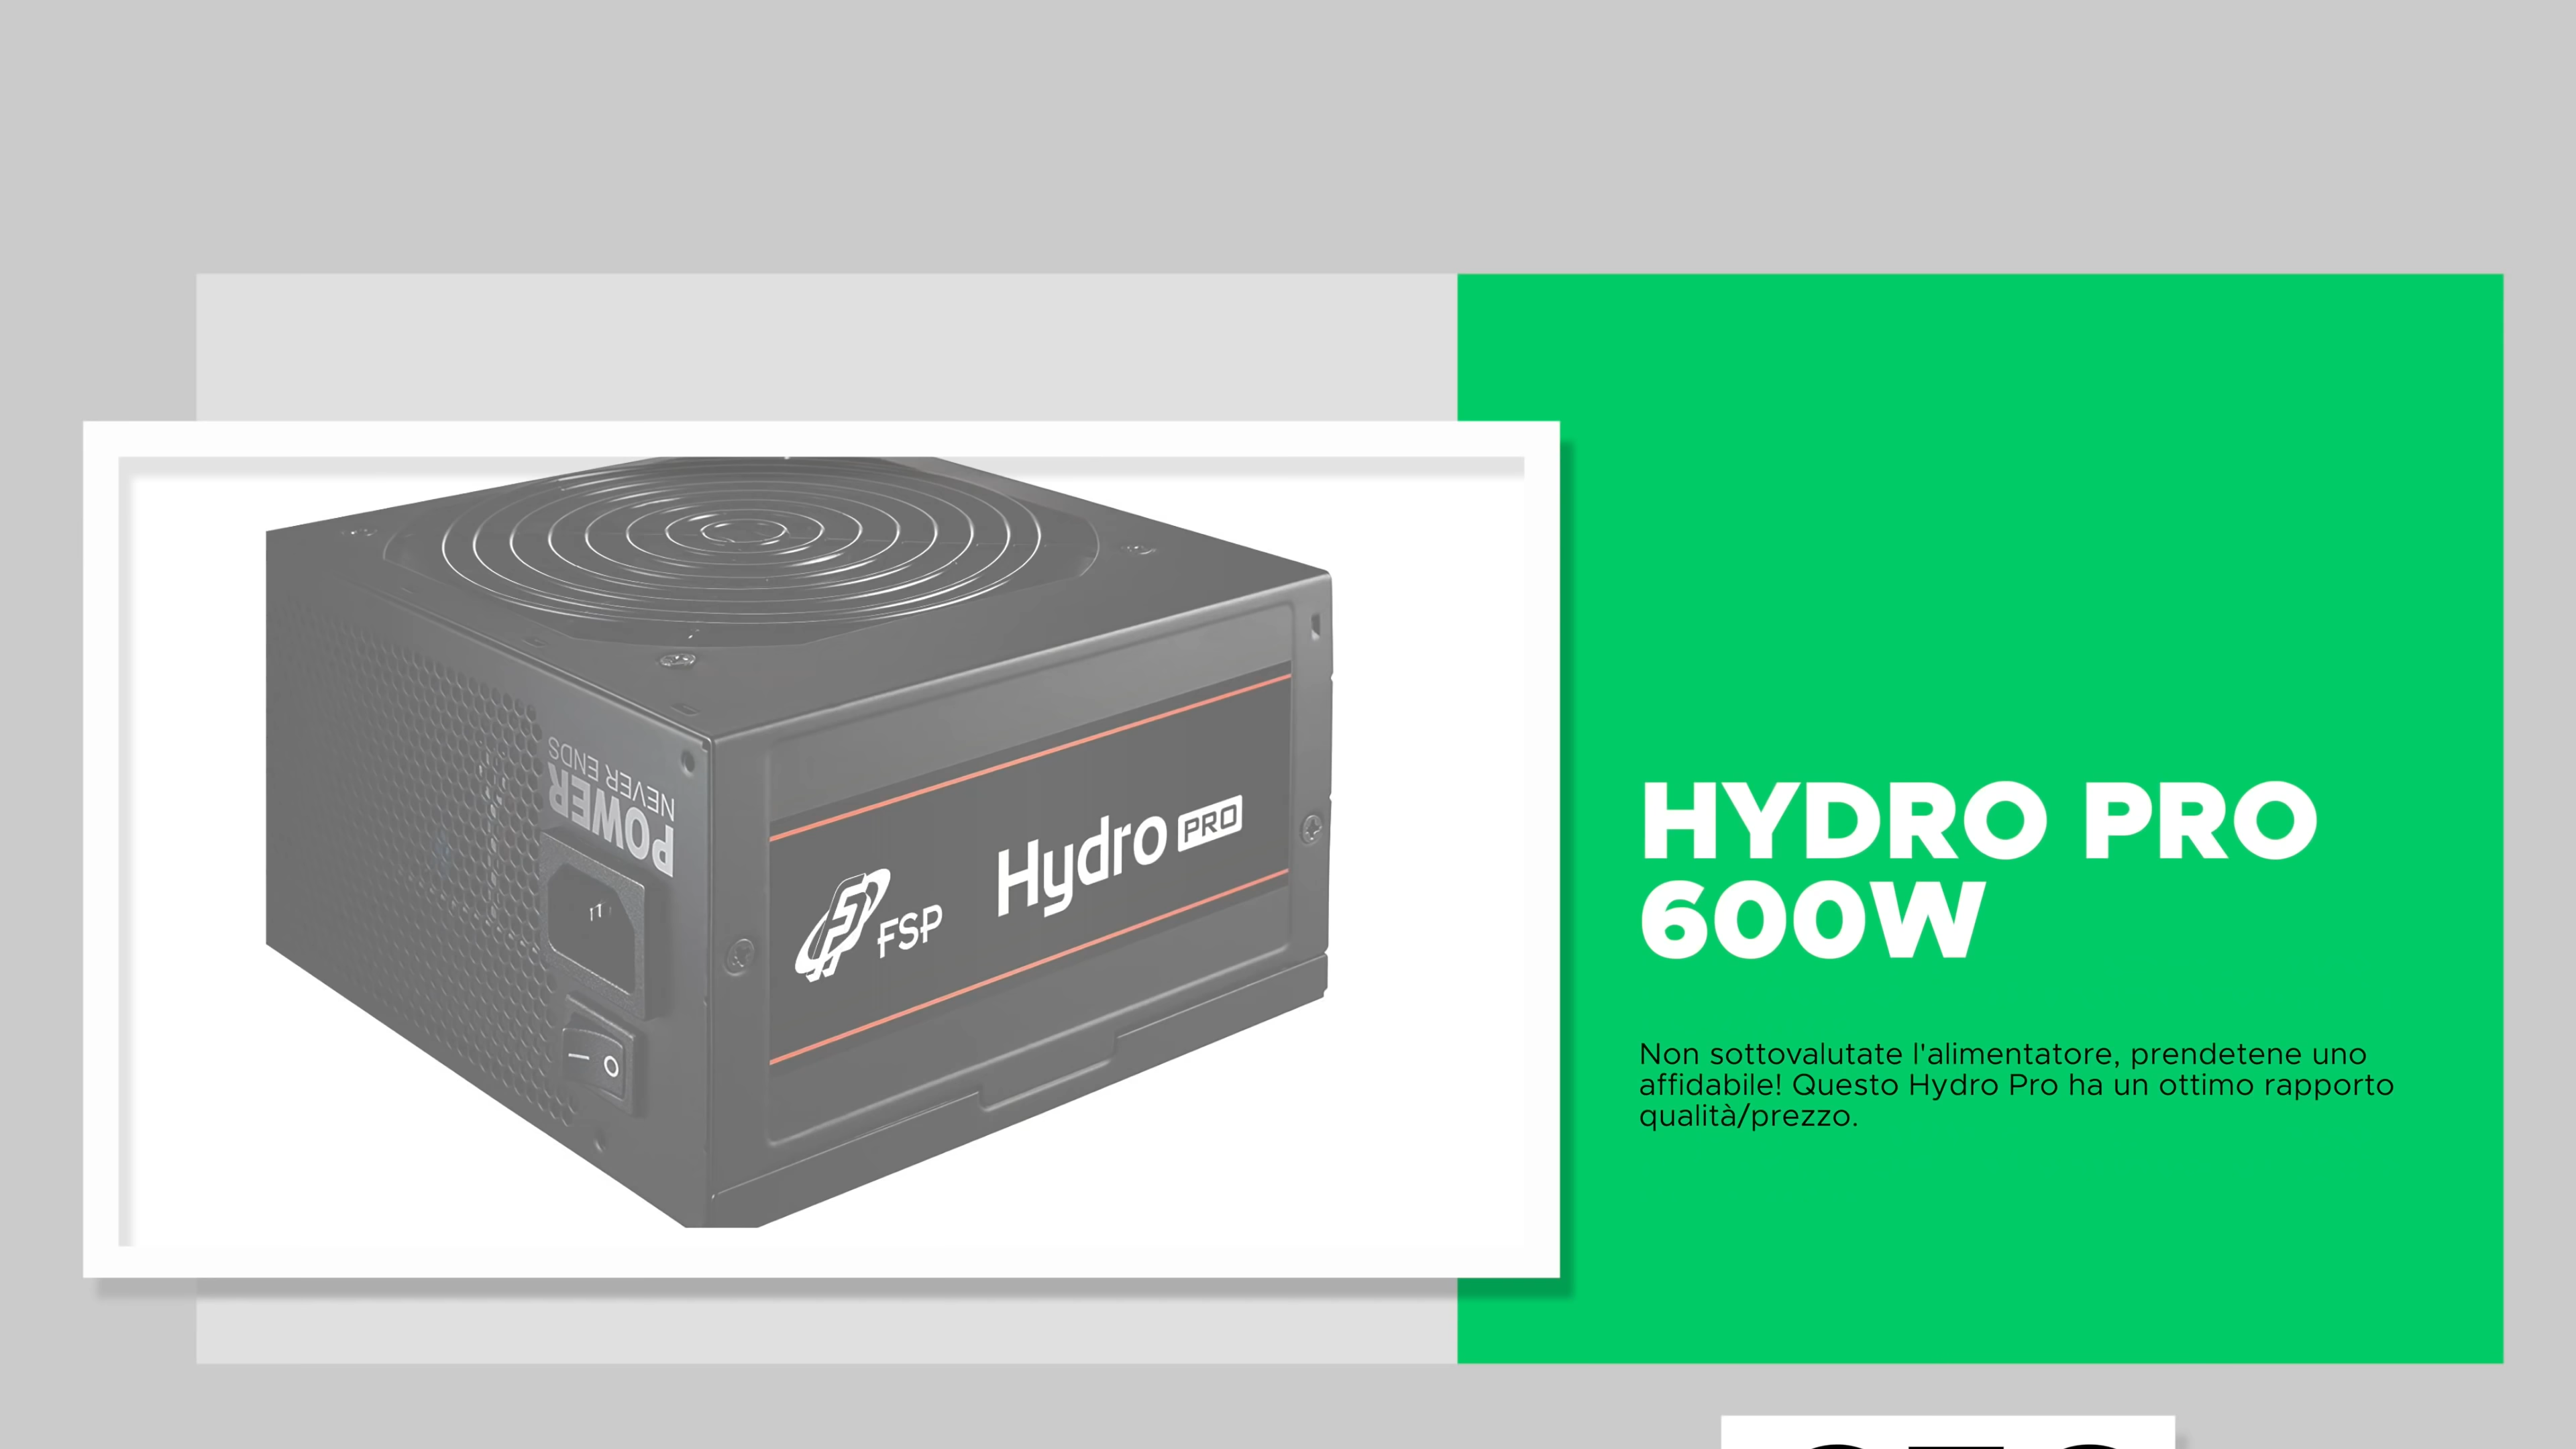 POWER
NEVER ENDS
FSP
Hydro PRO
HYDRO PRO
600W
Non sottovalutate l'alimentatore, prendetene uno
affidabile! Questo Hydro Pro ha un ottimo rapporto
qualità/prezzo.